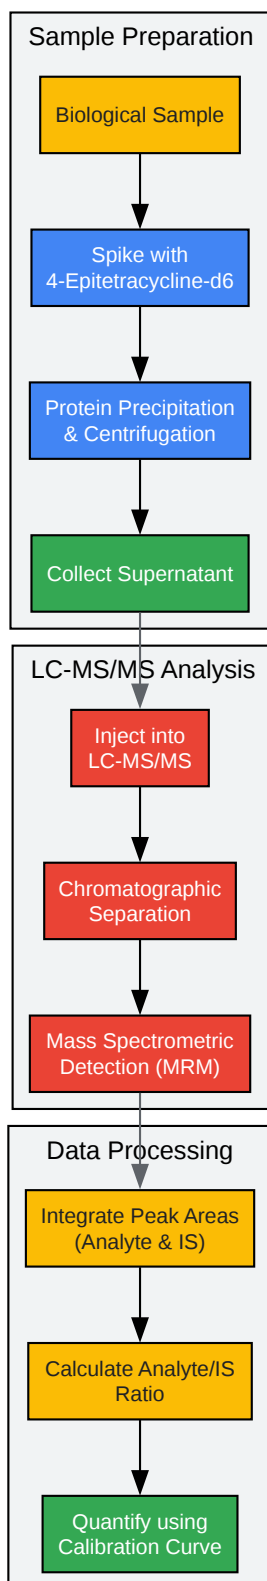 Sample Preparation
Biological Sample
Spike with
4-Epitetracycline-d6
Protein Precipitation
& Centrifugation
Collect Supernatant
LC-MS/MS Analysis
Inject into
LC-MS/MS
Chromatographic
Separation
Mass Spectrometric
Detection (MRM)
Data Processing
Integrate Peak Areas
(Analyte & IS)
Calculate Analyte/IS
Ratio
Quantify using
Calibration Curve